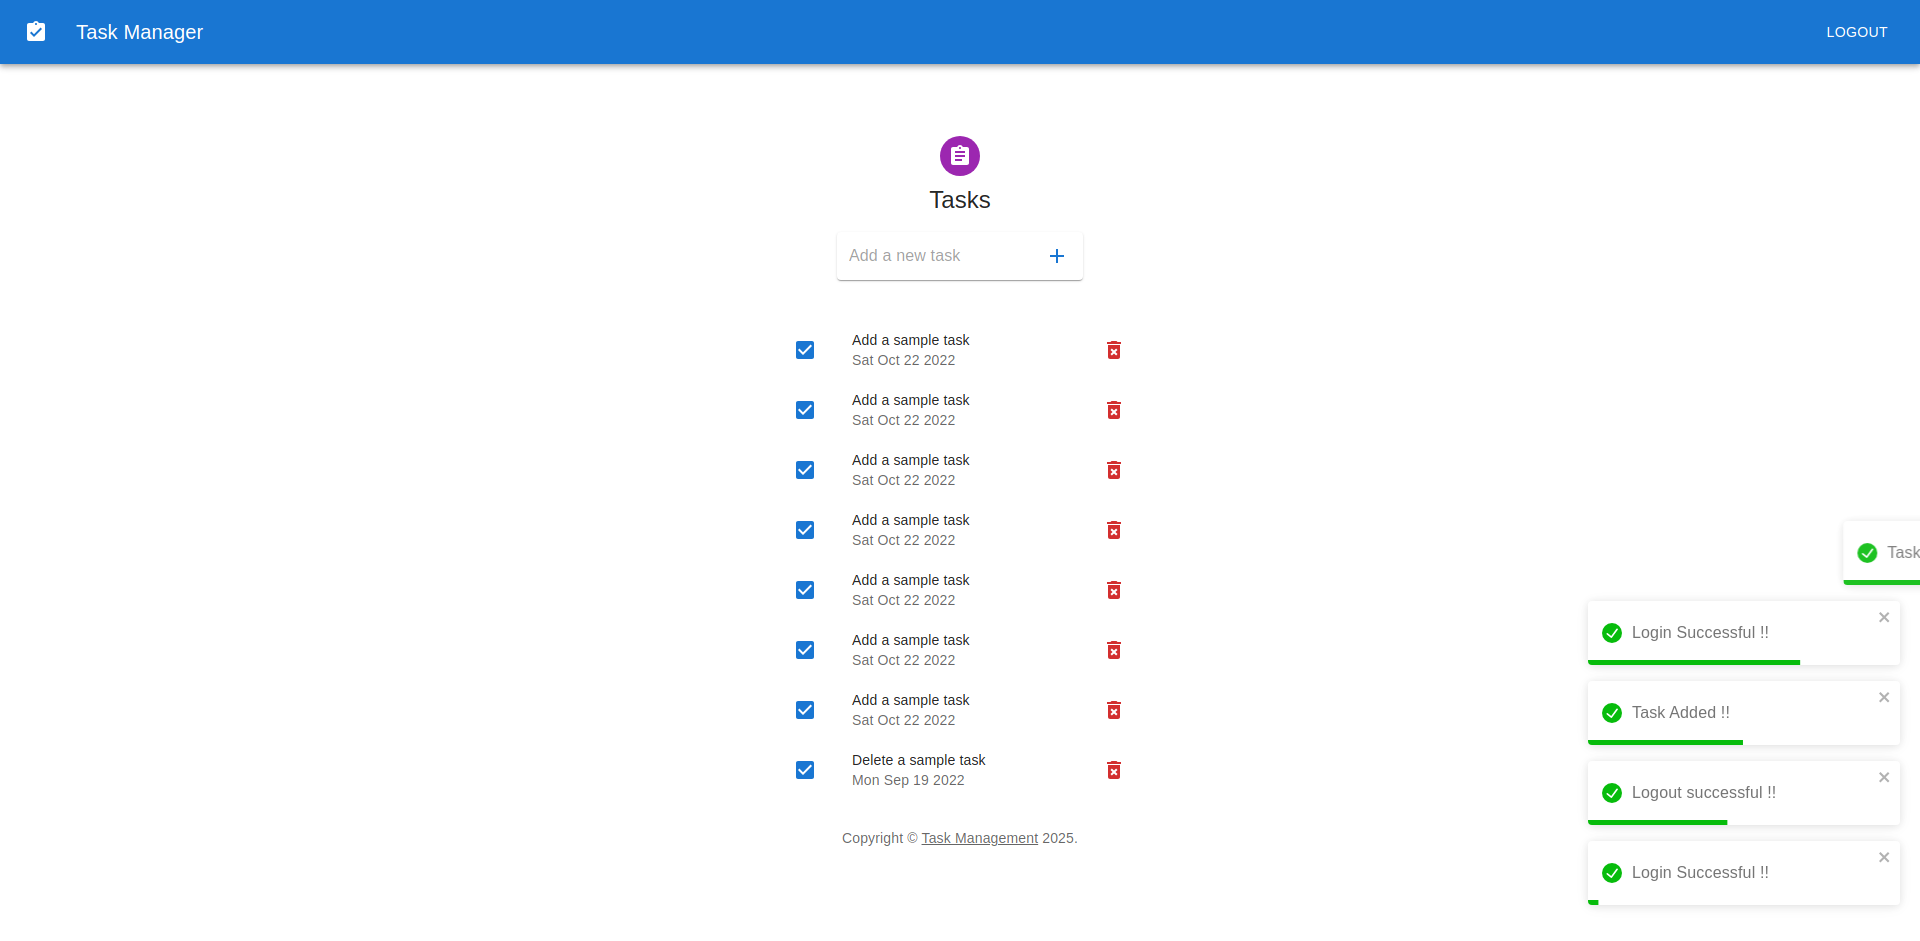 Task Manager
LOGOUT
Tasks
Add a new task
Add a sample task
Sat Oct 22 2022
Add a sample task
Sat Oct 22 2022
Add a sample task
Sat Oct 22 2022
Add a sample task
Sat Oct 22 2022
Add a sample task
Sat Oct 22 2022
Add a sample task
Sat Oct 22 2022
Add a sample task
Sat Oct 22 2022
Delete a sample task
Mon Sep 19 2022
Copyright © Task Management 2025.
Task
Login Successful !!
Task Added !!
Logout successful !!
Login Successful !!